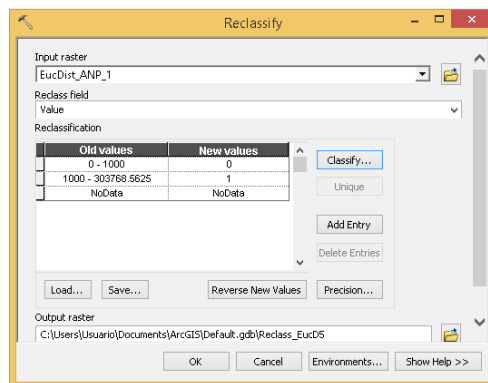 Reclassify
Input raster
EucDist_ANP_1
Reclass field
Value
Reclassification
Old values New values
0 - 1000 0
1000 - 303768.5625 1
NoData NoData
Classify...
Unique
Add Entry
Delete Entries
Load... Save... Reverse New Values Precision...
Output raster
C:\Users\Usuario\Documents\ArcGIS\Default.gdb\Reclass_EucD5
OK Cancel Environments... Show Help >>